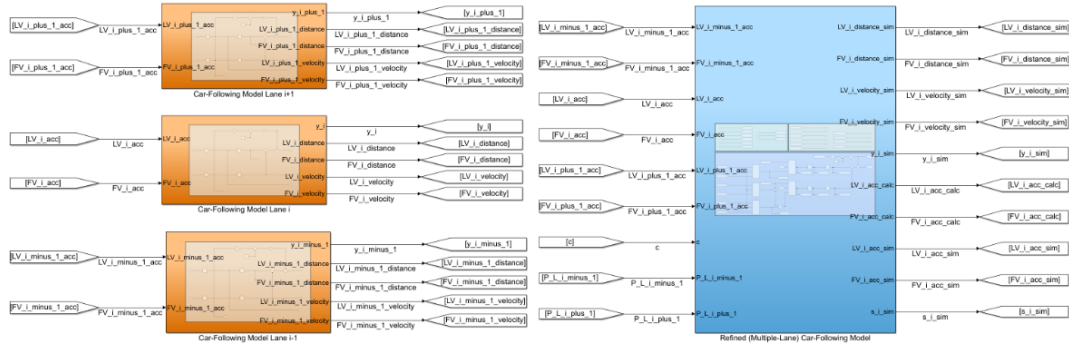 [LV_i_plus_1_acc]
LV_i_plus_1_acc
LV_i_plus_1_acc
[FV_i_plus_1_acc]
FV_i_plus_1_acc
FV_i_plus_1_acc
y_i_plus_1
y_i_plus_1
[y_i_plus_1]
LV_i_plus_1_distance
LV_i_plus_1_distance
[LV_i_plus_1_distance]
FV_i_plus_1_distance
FV_i_plus_1_distance
[FV_i_plus_1_distance]
LV_i_plus_1_velocity
LV_i_plus_1_velocity
[LV_i_plus_1_velocity]
FV_i_plus_1_velocity
FV_i_plus_1_velocity
[FV_i_plus_1_velocity]
Car-Following Model Lane i+1
[LV_i_acc]
LV_i_acc
LV_i_acc
[FV_i_acc]
FV_i_acc
FV_i_acc
y_i
y_i
[y_i]
LV_i_distance
LV_i_distance
[LV_i_distance]
FV_i_distance
FV_i_distance
[FV_i_distance]
LV_i_velocity
LV_i_velocity
[LV_i_velocity]
FV_i_velocity
FV_i_velocity
[FV_i_velocity]
Car-Following Model Lane i
[LV_i_minus_1_acc]
LV_i_minus_1_acc
LV_i_minus_1_acc
[FV_i_minus_1_acc]
FV_i_minus_1_acc
FV_i_minus_1_acc
y_i_minus_1
y_i_minus_1
[y_i_minus_1]
LV_i_minus_1_distance
LV_i_minus_1_distance
[LV_i_minus_1_distance]
FV_i_minus_1_distance
FV_i_minus_1_distance
[FV_i_minus_1_distance]
LV_i_minus_1_velocity
LV_i_minus_1_velocity
[LV_i_minus_1_velocity]
FV_i_minus_1_velocity
FV_i_minus_1_velocity
[FV_i_minus_1_velocity]
Car-Following Model Lane i-1
[LV_i_minus_1_acc]
LV_i_minus_1_acc
LV_i_minus_1_acc
[FV_i_minus_1_acc]
FV_i_minus_1_acc
FV_i_minus_1_acc
[LV_i_acc]
LV_i_acc
LV_i_acc
[FV_i_acc]
FV_i_acc
FV_i_acc
[LV_i_plus_1_acc]
LV_i_plus_1_acc
LV_i_plus_1_acc
[FV_i_plus_1_acc]
FV_i_plus_1_acc
FV_i_plus_1_acc
[c]
c
c
[P_L_i_minus_1]
P_L_i_minus_1
P_L_i_minus_1
[P_L_i_plus_1]
P_L_i_plus_1
P_L_i_plus_1
LV_i_distance_sim
LV_i_distance_sim
[LV_i_distance_sim]
FV_i_distance_sim
FV_i_distance_sim
[FV_i_distance_sim]
LV_i_velocity_sim
LV_i_velocity_sim
[LV_i_velocity_sim]
FV_i_velocity_sim
FV_i_velocity_sim
[FV_i_velocity_sim]
y_i_sim
y_i_sim
[y_i_sim]
LV_i_acc_calc
LV_i_acc_calc
[LV_i_acc_calc]
FV_i_acc_calc
FV_i_acc_calc
[FV_i_acc_calc]
LV_i_acc_sim
LV_i_acc_sim
[LV_i_acc_sim]
FV_i_acc_sim
FV_i_acc_sim
[FV_i_acc_sim]
s_i_sim
s_i_sim
[s_i_sim]
Refined (Multiple-Lane) Car-Following Model